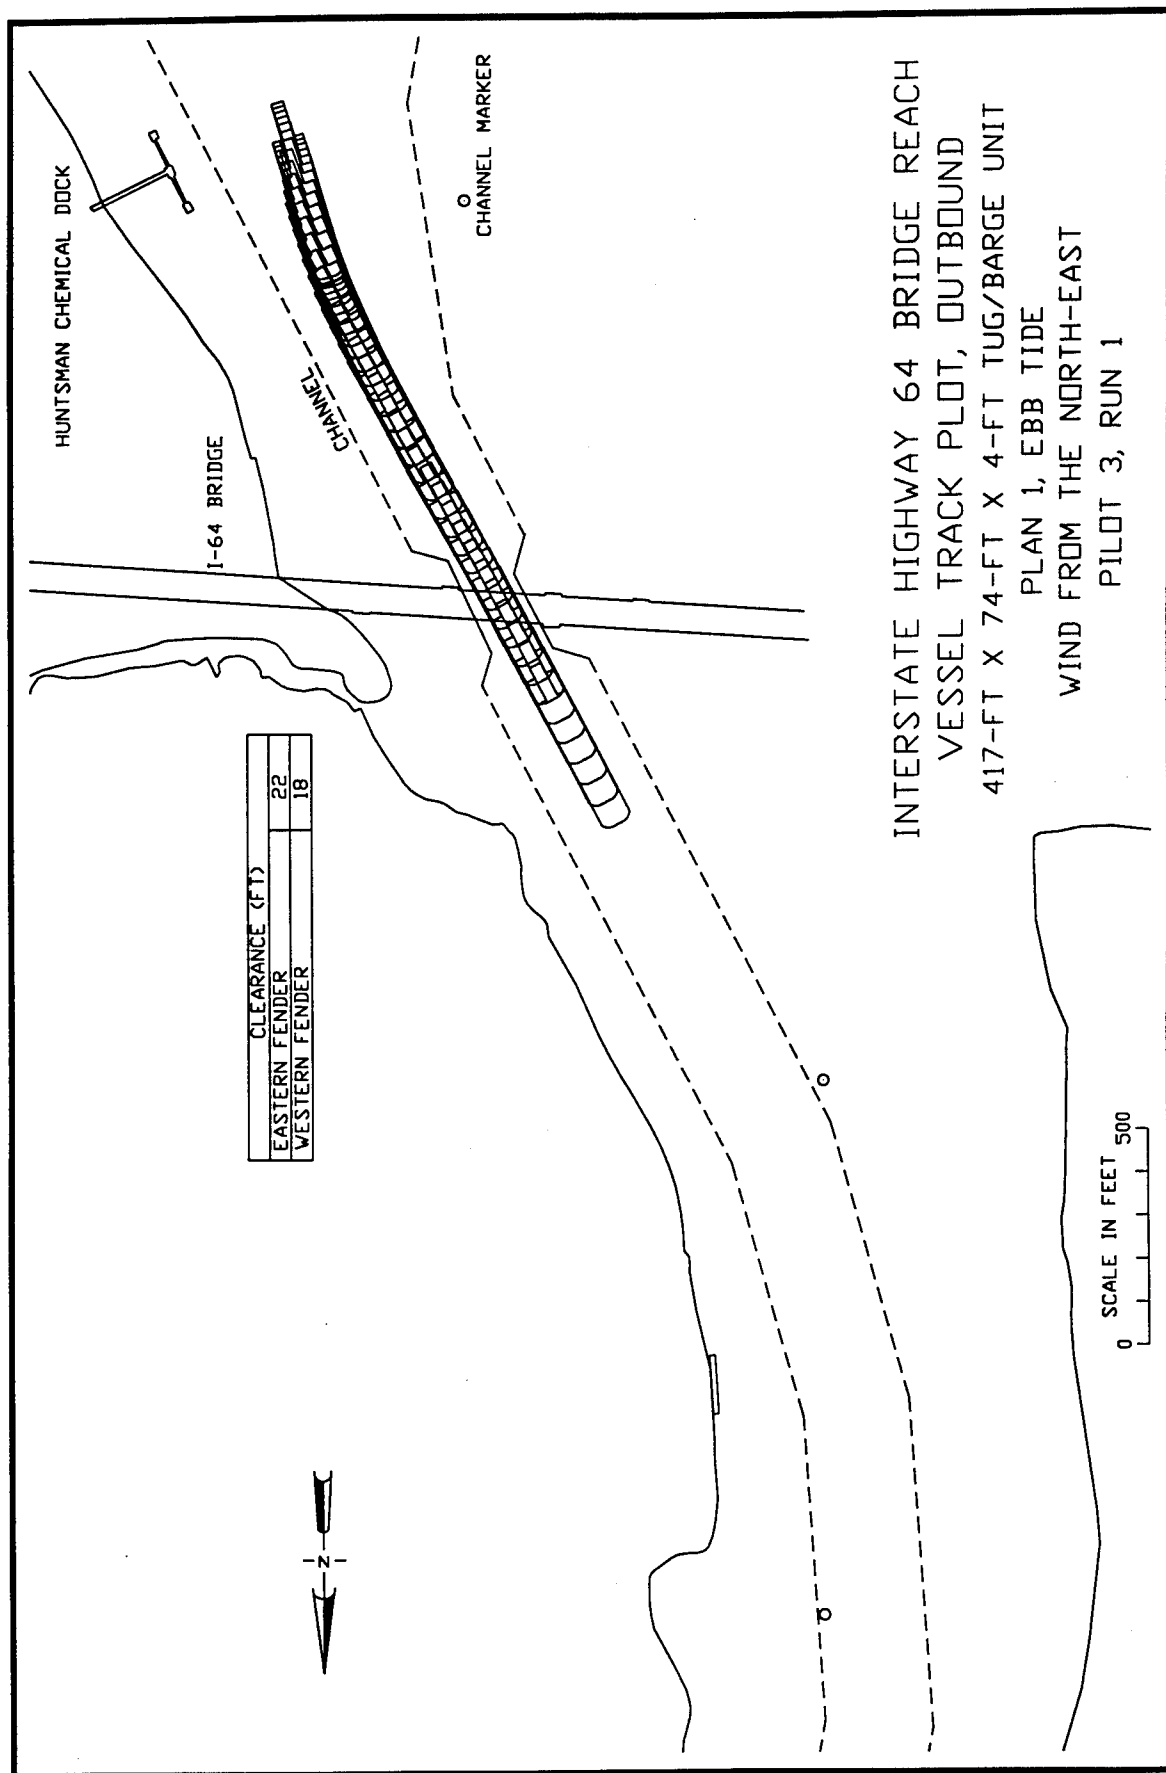 HUNTSMAN CHEMICAL DOCK
CHANNEL MARKER
CHANNEL
I-64 BRIDGE
CLEARANCE (FT)
EASTERN FENDER 22
WESTERN FENDER 18
N
SCALE IN FEET
0 500
INTERSTATE HIGHWAY 64 BRIDGE REACH
VESSEL TRACK PLOT, OUTBOUND
417-FT X 74-FT X 4-FT TUG/BARGE UNIT
PLAN 1, EBB TIDE
WIND FROM THE NORTH-EAST
PILOT 3, RUN 1